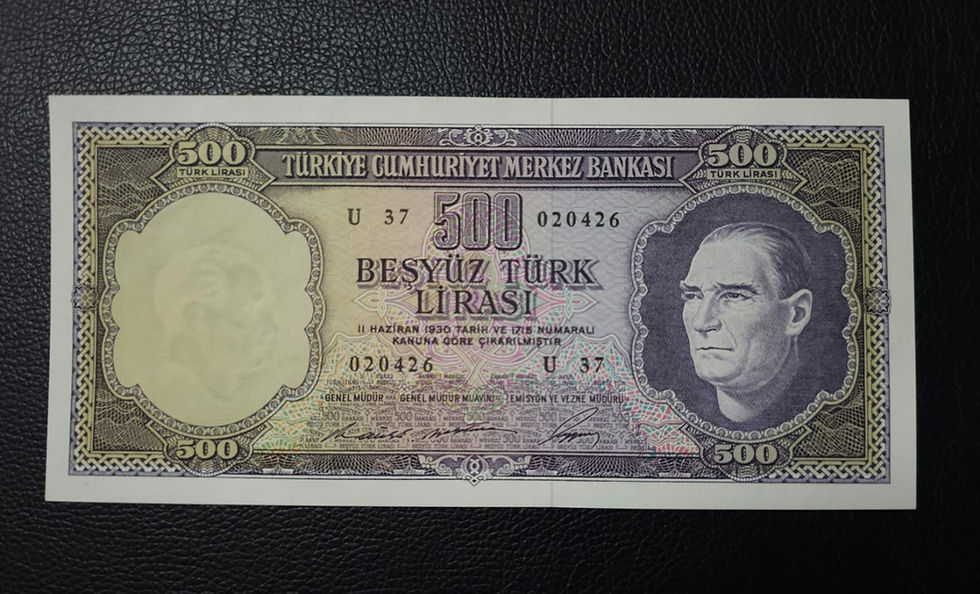 500
TÜRK LİRASI
TÜRKİYE CUMHURİYET MERKEZ BANKASI
500
TÜRK LİRASI
U 37 500 020426
BEŞYÜZ TÜRK
LİRASI
11 HAZİRAN 1930 TARİH VE 1715 NUMARALI
KANUNA GÖRE ÇIKARILMIŞTIR
020426 U 37
GENEL MÜDÜR GENEL MÜDÜR MUAVİNİ EMİSYON VE VEZNE MÜDÜRÜ
500
500